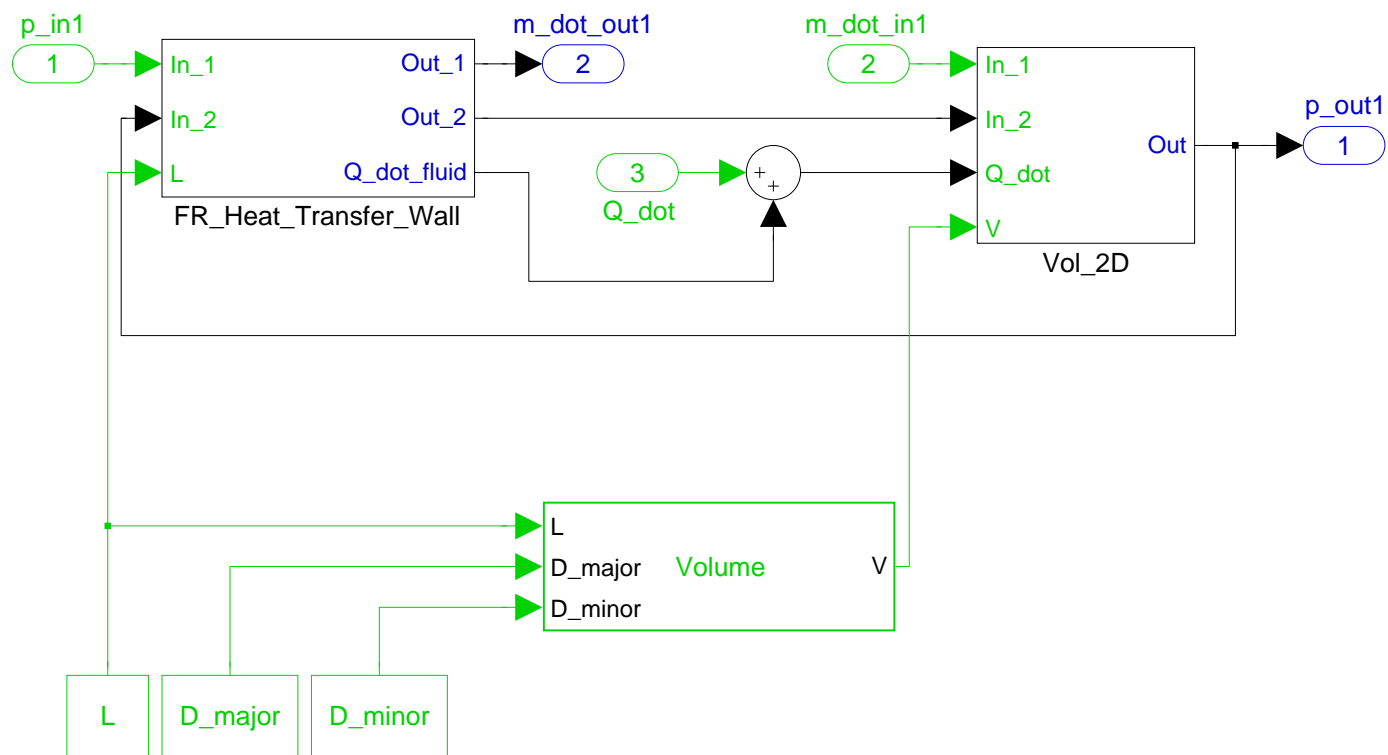 p_in1
m_dot_out1
m_dot_in1
1
In_1
Out_1
2
2
In_1
p_out1
In_2
Out_2
In_2
Out
1
L
Q_dot_fluid
3
+
+
Q_dot
Q_dot
FR_Heat_Transfer_Wall
V
Vol_2D
L
D_major
Volume
V
D_minor
L
D_major
D_minor